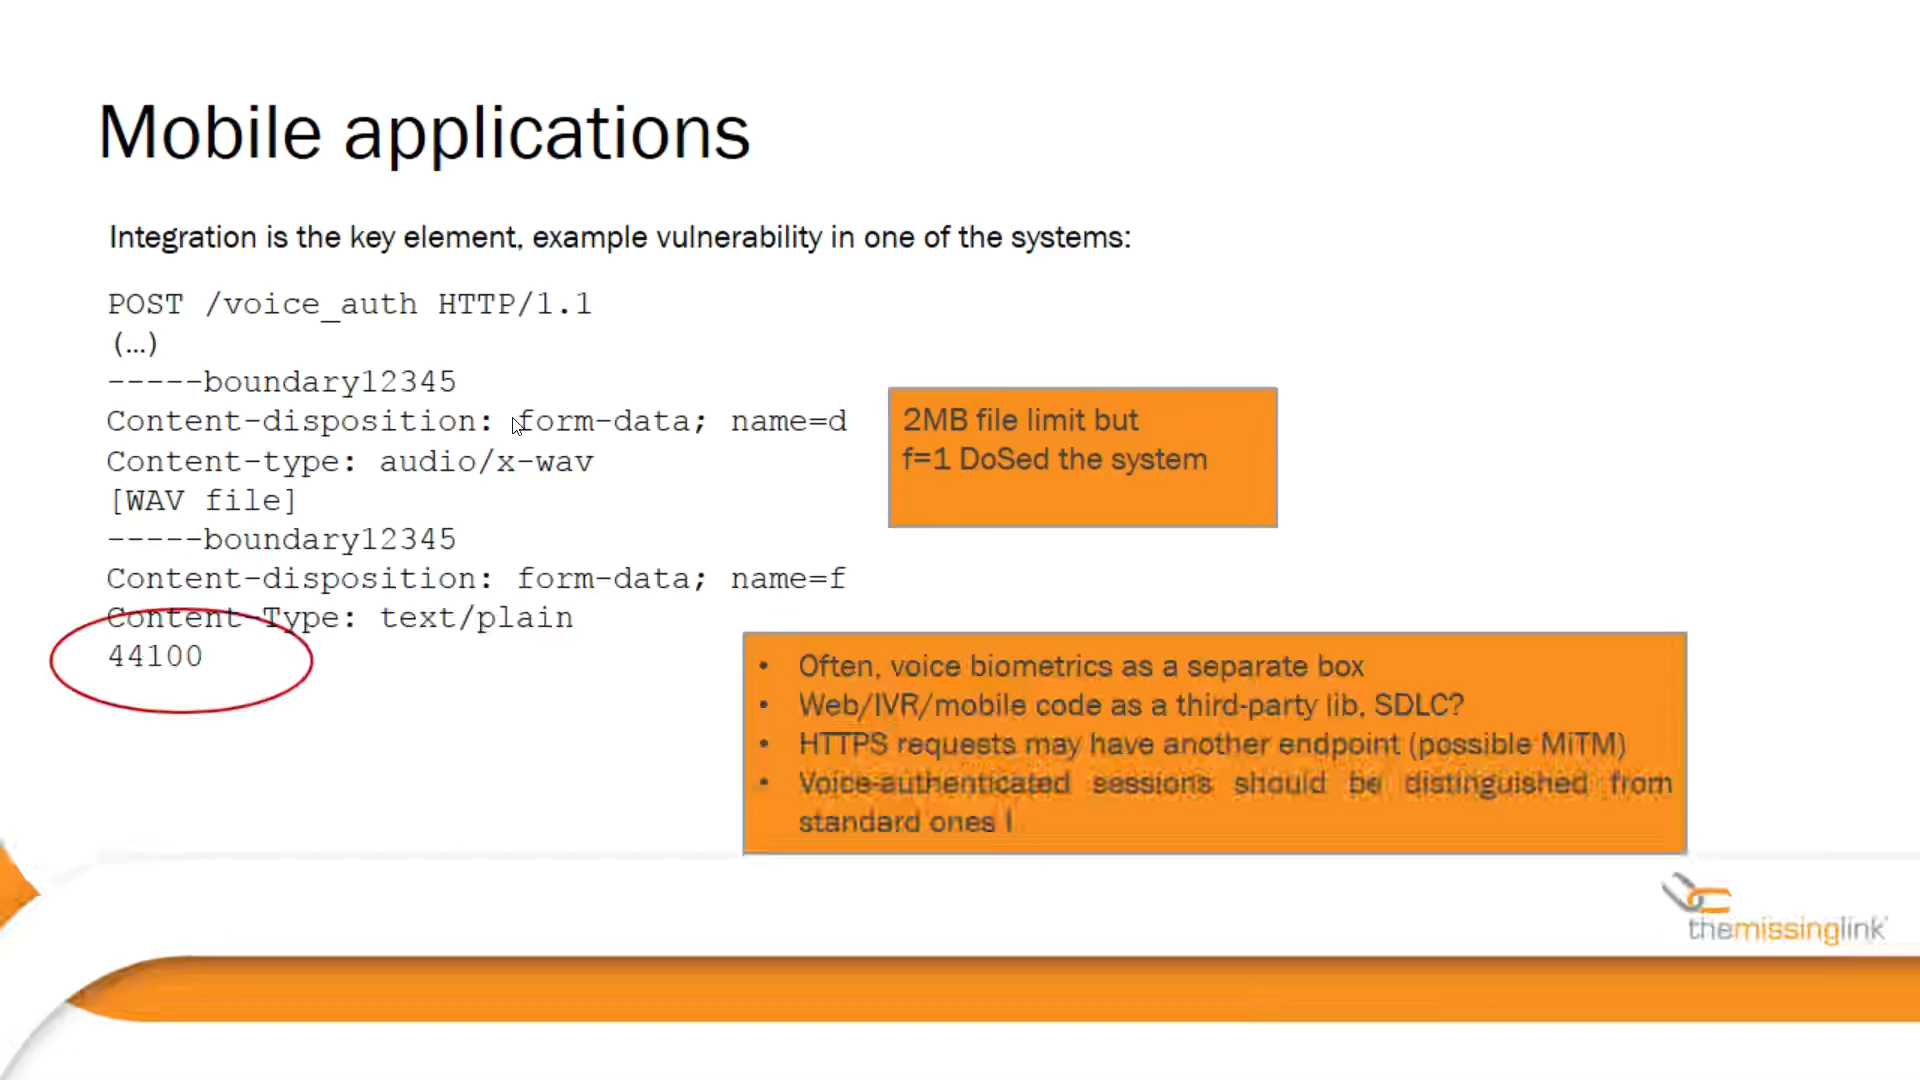 Mobile applications
Integration is the key element, example vulnerability in one of the systems:
POST /voice_auth HTTP/1.1
(…)
-----boundary12345
Content-disposition: form-data; name=d
Content-type: audio/x-wav
[WAV file]
-----boundary12345
Content-disposition: form-data; name=f
Content-Type: text/plain
44100
2MB file limit but
f=1 DoSed the system
• Often, voice biometrics as a separate box
• Web/IVR/mobile code as a third-party lib, SDLC?
• HTTPS requests may have another endpoint (possible MiTM)
• Voice-authenticated sessions should be distinguished from
standard ones !
themissinglink